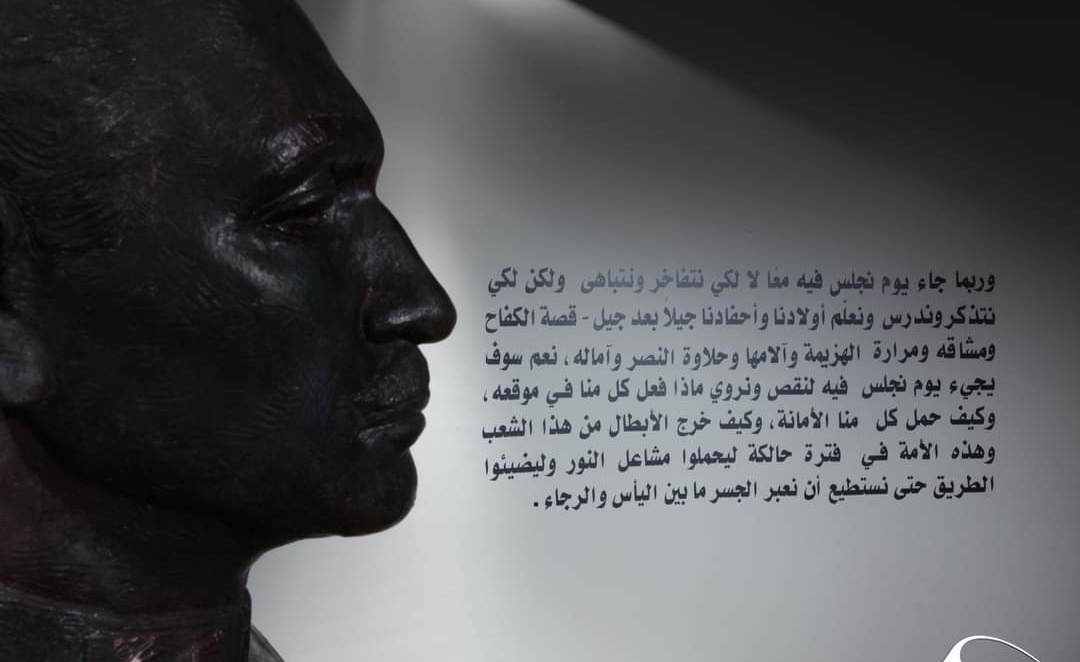 وربما جاء يوم نجلس فيه معًا لا لكي نتفاخر ونتباهى ولكن لكي
نتذكر وندرس ونعلّم أولادنا وأحفادنا جيلاً بعد جيل - قصة الكفاح
ومشاقه ومرارة الهزيمة وآلامها وحلاوة النصر وآماله، نعم سوف
يجيء يوم نجلس فيه لنقص ونروي ماذا فعل كل منا في موقعه،
وكيف حمل كل منا الأمانة، وكيف خرج الأبطال من هذا الشعب
وهذه الأمة في فترة حالكة ليحملوا مشاعل النور وليضيئوا
الطريق حتى نستطيع أن نعبر الجسر ما بين اليأس والرجاء.